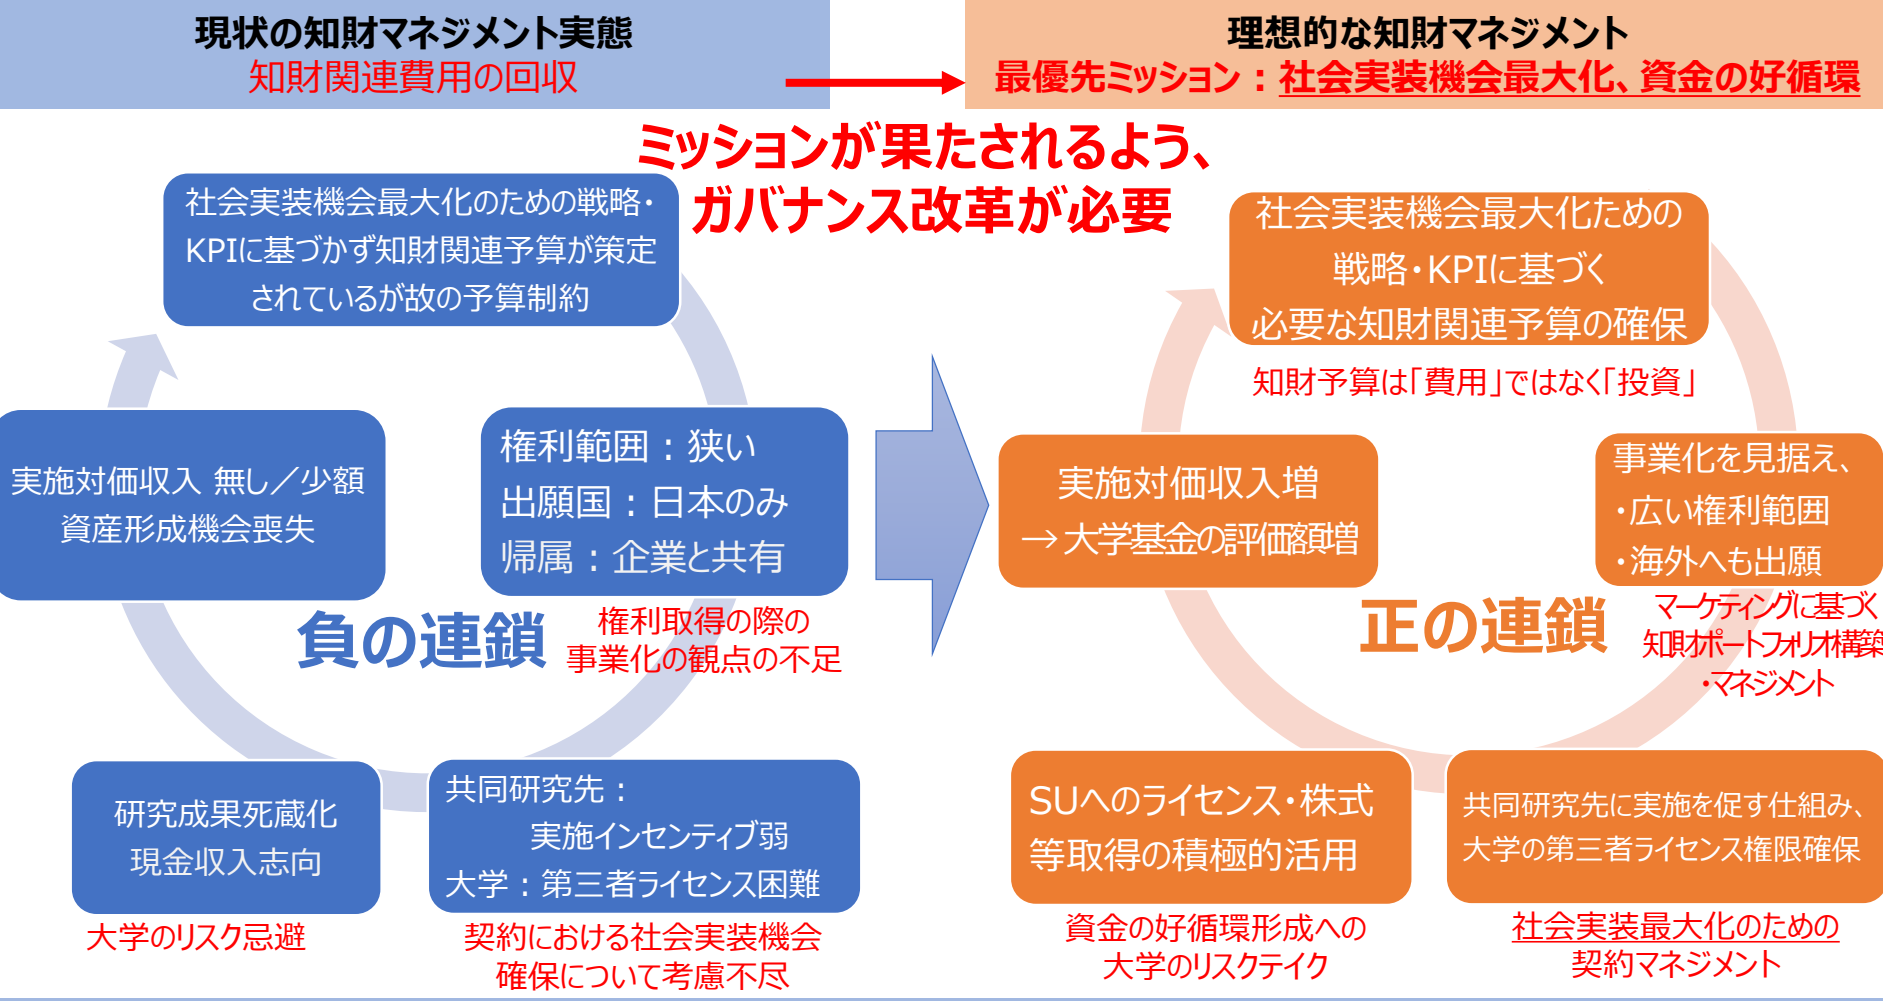 現状の知財マネジメント実態
知財関連費用の回収
理想的な知財マネジメント
最優先ミッション：社会実装機会最大化、資金の好循環
ミッションが果たされるよう、
ガバナンス改革が必要
社会実装機会最大化のための戦略・
KPIに基づかず知財関連予算が策定
されているが故の予算制約
権利範囲：狭い
出願国：日本のみ
帰属：企業と共有
権利取得の際の
事業化の観点の不足
共同研究先：
実施インセンティブ弱
大学：第三者ライセンス困難
契約における社会実装機会
確保について考慮不尽
研究成果死蔵化
現金収入志向
大学のリスク忌避
実施対価収入 無し／少額
資産形成機会喪失
負の連鎖
社会実装機会最大化ための
戦略・KPIに基づく
必要な知財関連予算の確保
知財予算は「費用」ではなく「投資」
事業化を見据え、
・広い権利範囲
・海外へも出願
マーケティングに基づく
知財ポートフォリオ構築
・マネジメント
共同研究先に実施を促す仕組み、
大学の第三者ライセンス権限確保
社会実装最大化のための
契約マネジメント
SUへのライセンス・株式
等取得の積極的活用
資金の好循環形成への
大学のリスクテイク
実施対価収入増
→大学基金の評価額増
正の連鎖